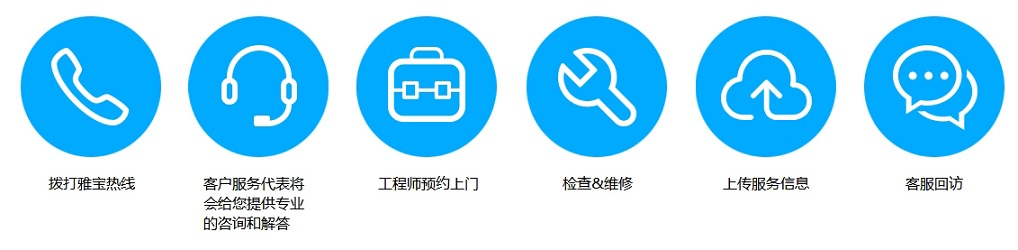 拨打雅宝热线
客户服务代表将
会给您提供专业
的咨询和解答
工程师预约上门
检查&维修
上传服务信息
客服回访